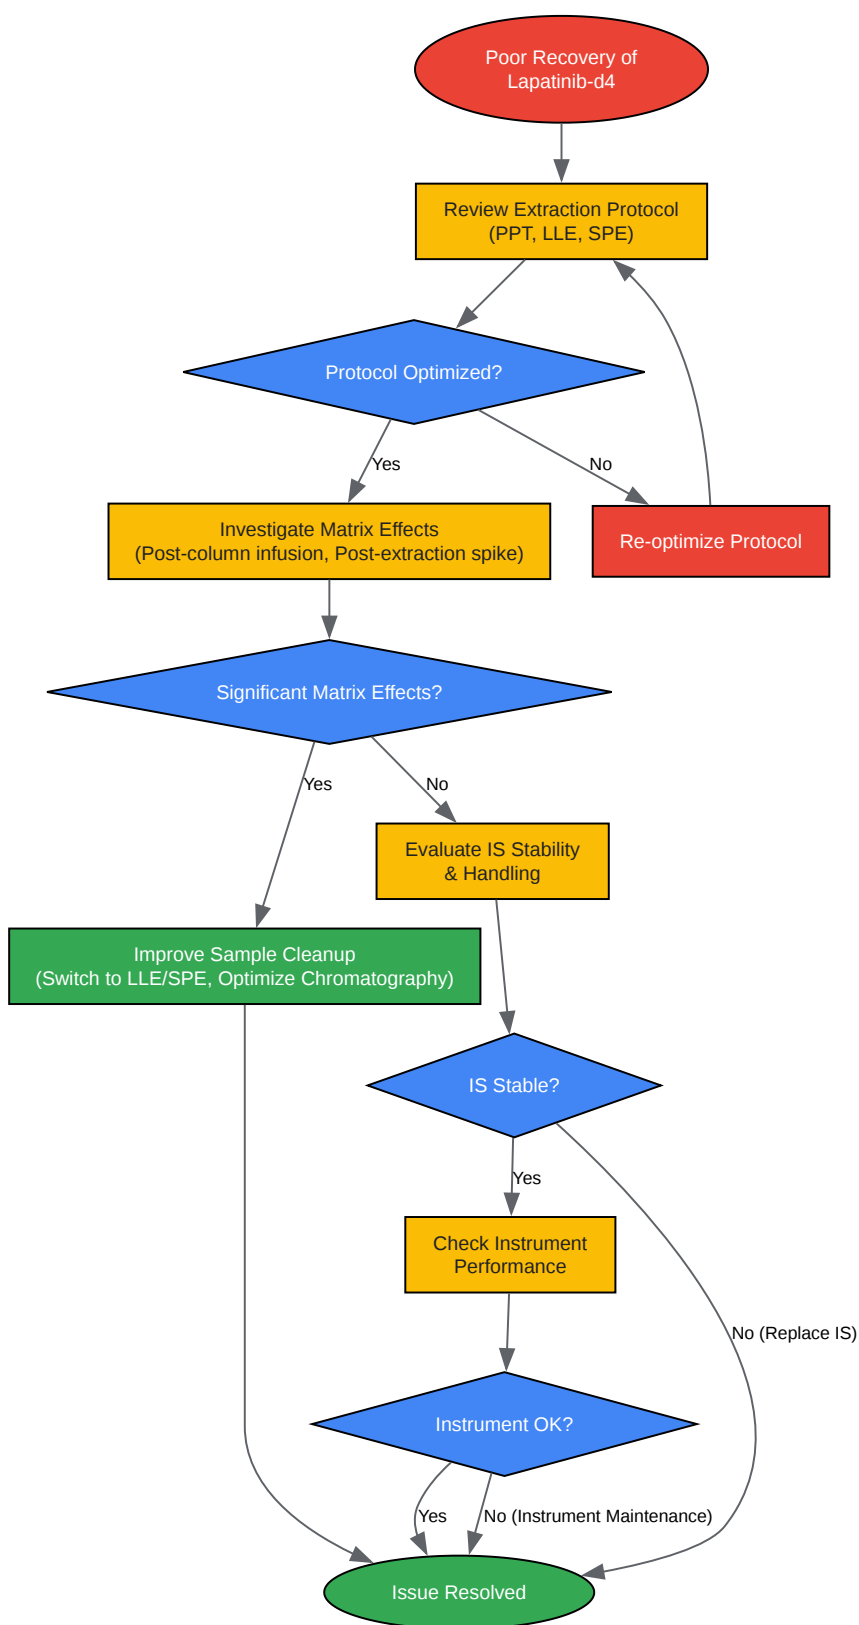 Poor Recovery of
Lapatinib-d4
Review Extraction Protocol
(PPT, LLE, SPE)
Protocol Optimized?
Yes
No
Investigate Matrix Effects
(Post-column infusion, Post-extraction spike)
Re-optimize Protocol
Significant Matrix Effects?
Yes
No
Evaluate IS Stability
& Handling
Improve Sample Cleanup
(Switch to LLE/SPE, Optimize Chromatography)
IS Stable?
Yes
Check Instrument
Performance
No (Replace IS)
Instrument OK?
Yes
No (Instrument Maintenance)
Issue Resolved